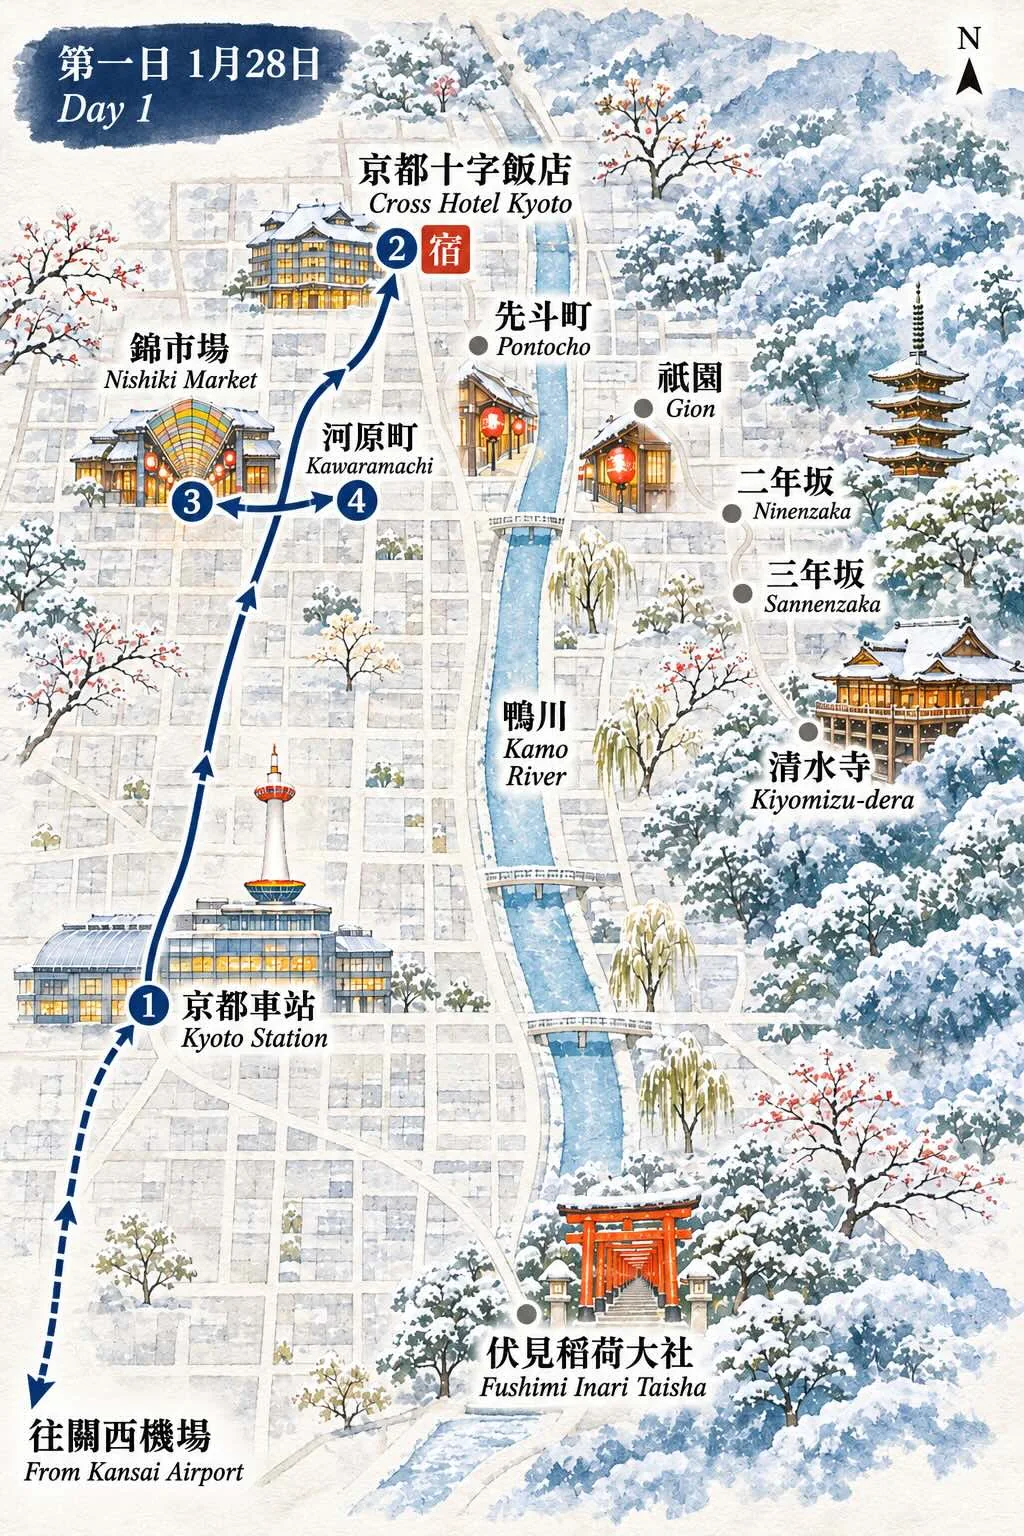 第一日 1月28日
Day 1
N
京都十字飯店
Cross Hotel Kyoto
2
宿
先斗町
Pontocho
錦市場
Nishiki Market
祇園
Gion
河原町
Kawaramachi
二年坂
Ninenzaka
3
4
三年坂
Sannenzaka
鴨川
Kamo
River
清水寺
Kiyomizu-dera
1
京都車站
Kyoto Station
伏見稲荷大社
Fushimi Inari Taisha
往關西機場
From Kansai Airport